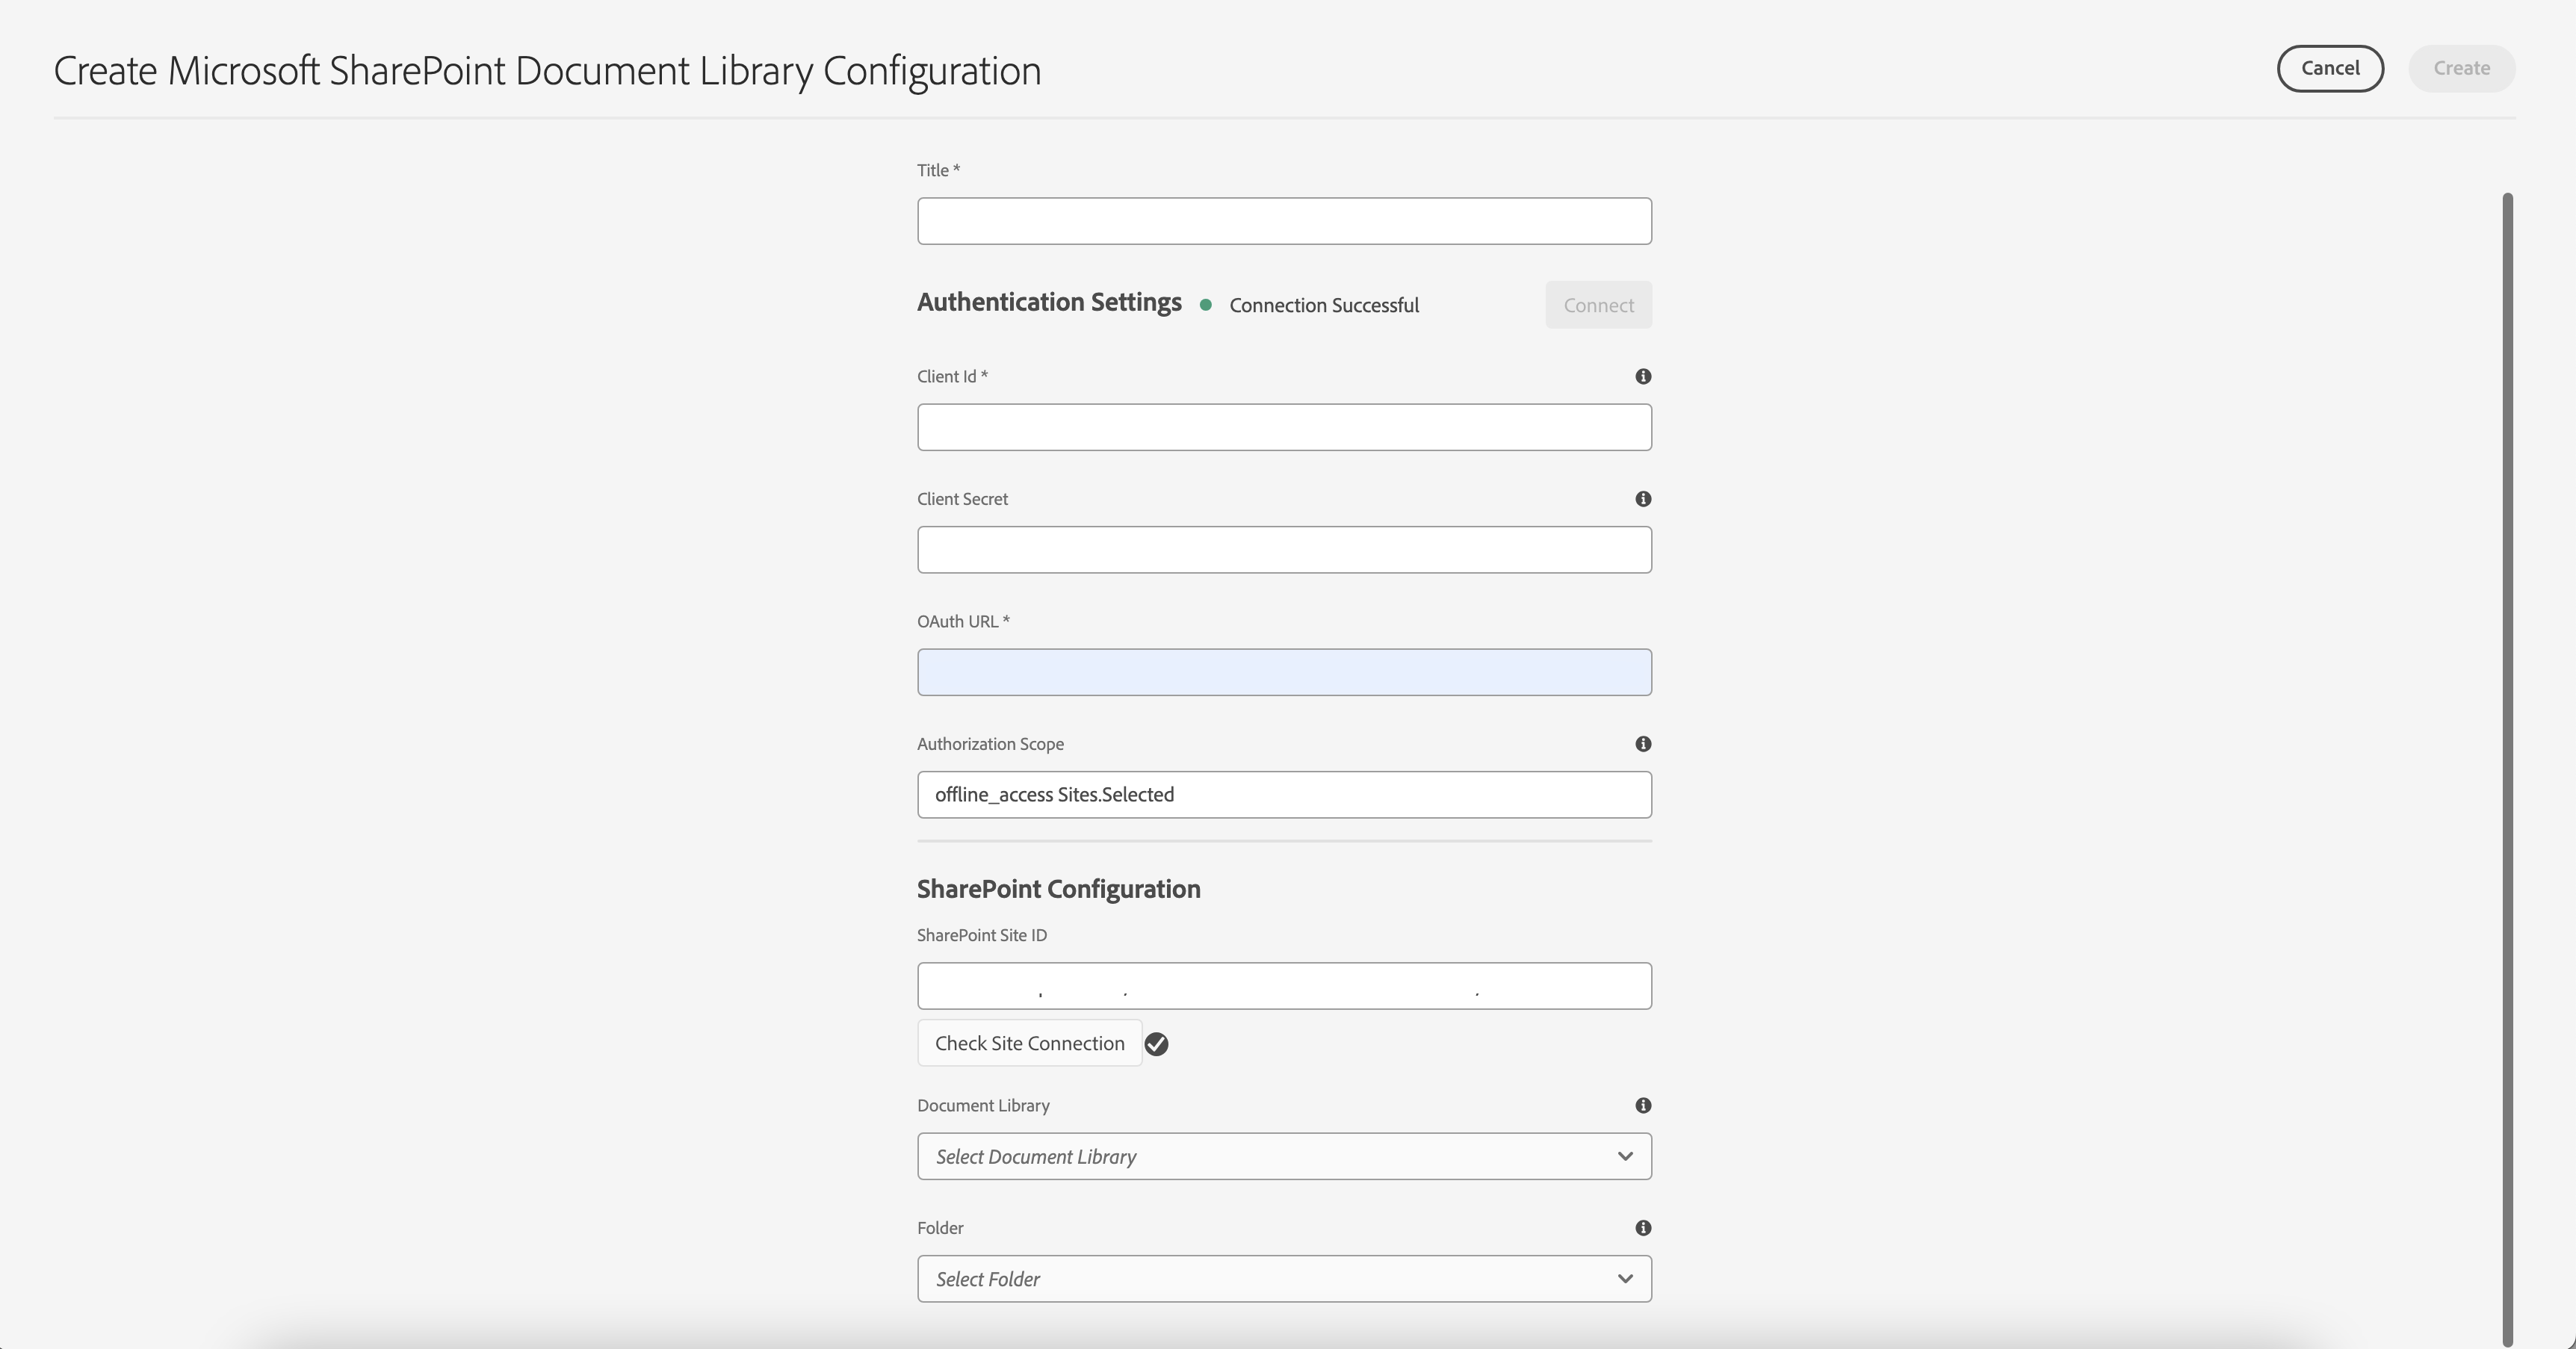 Create Microsoft SharePoint Document Library Configuration
Cancel
Create
Title *
Authentication Settings
Connection Successful
Connect
Client Id *
Client Secret
OAuth URL *
Authorization Scope
offline_access Sites.Selected
SharePoint Configuration
SharePoint Site ID
Check Site Connection
Document Library
Select Document Library
Folder
Select Folder